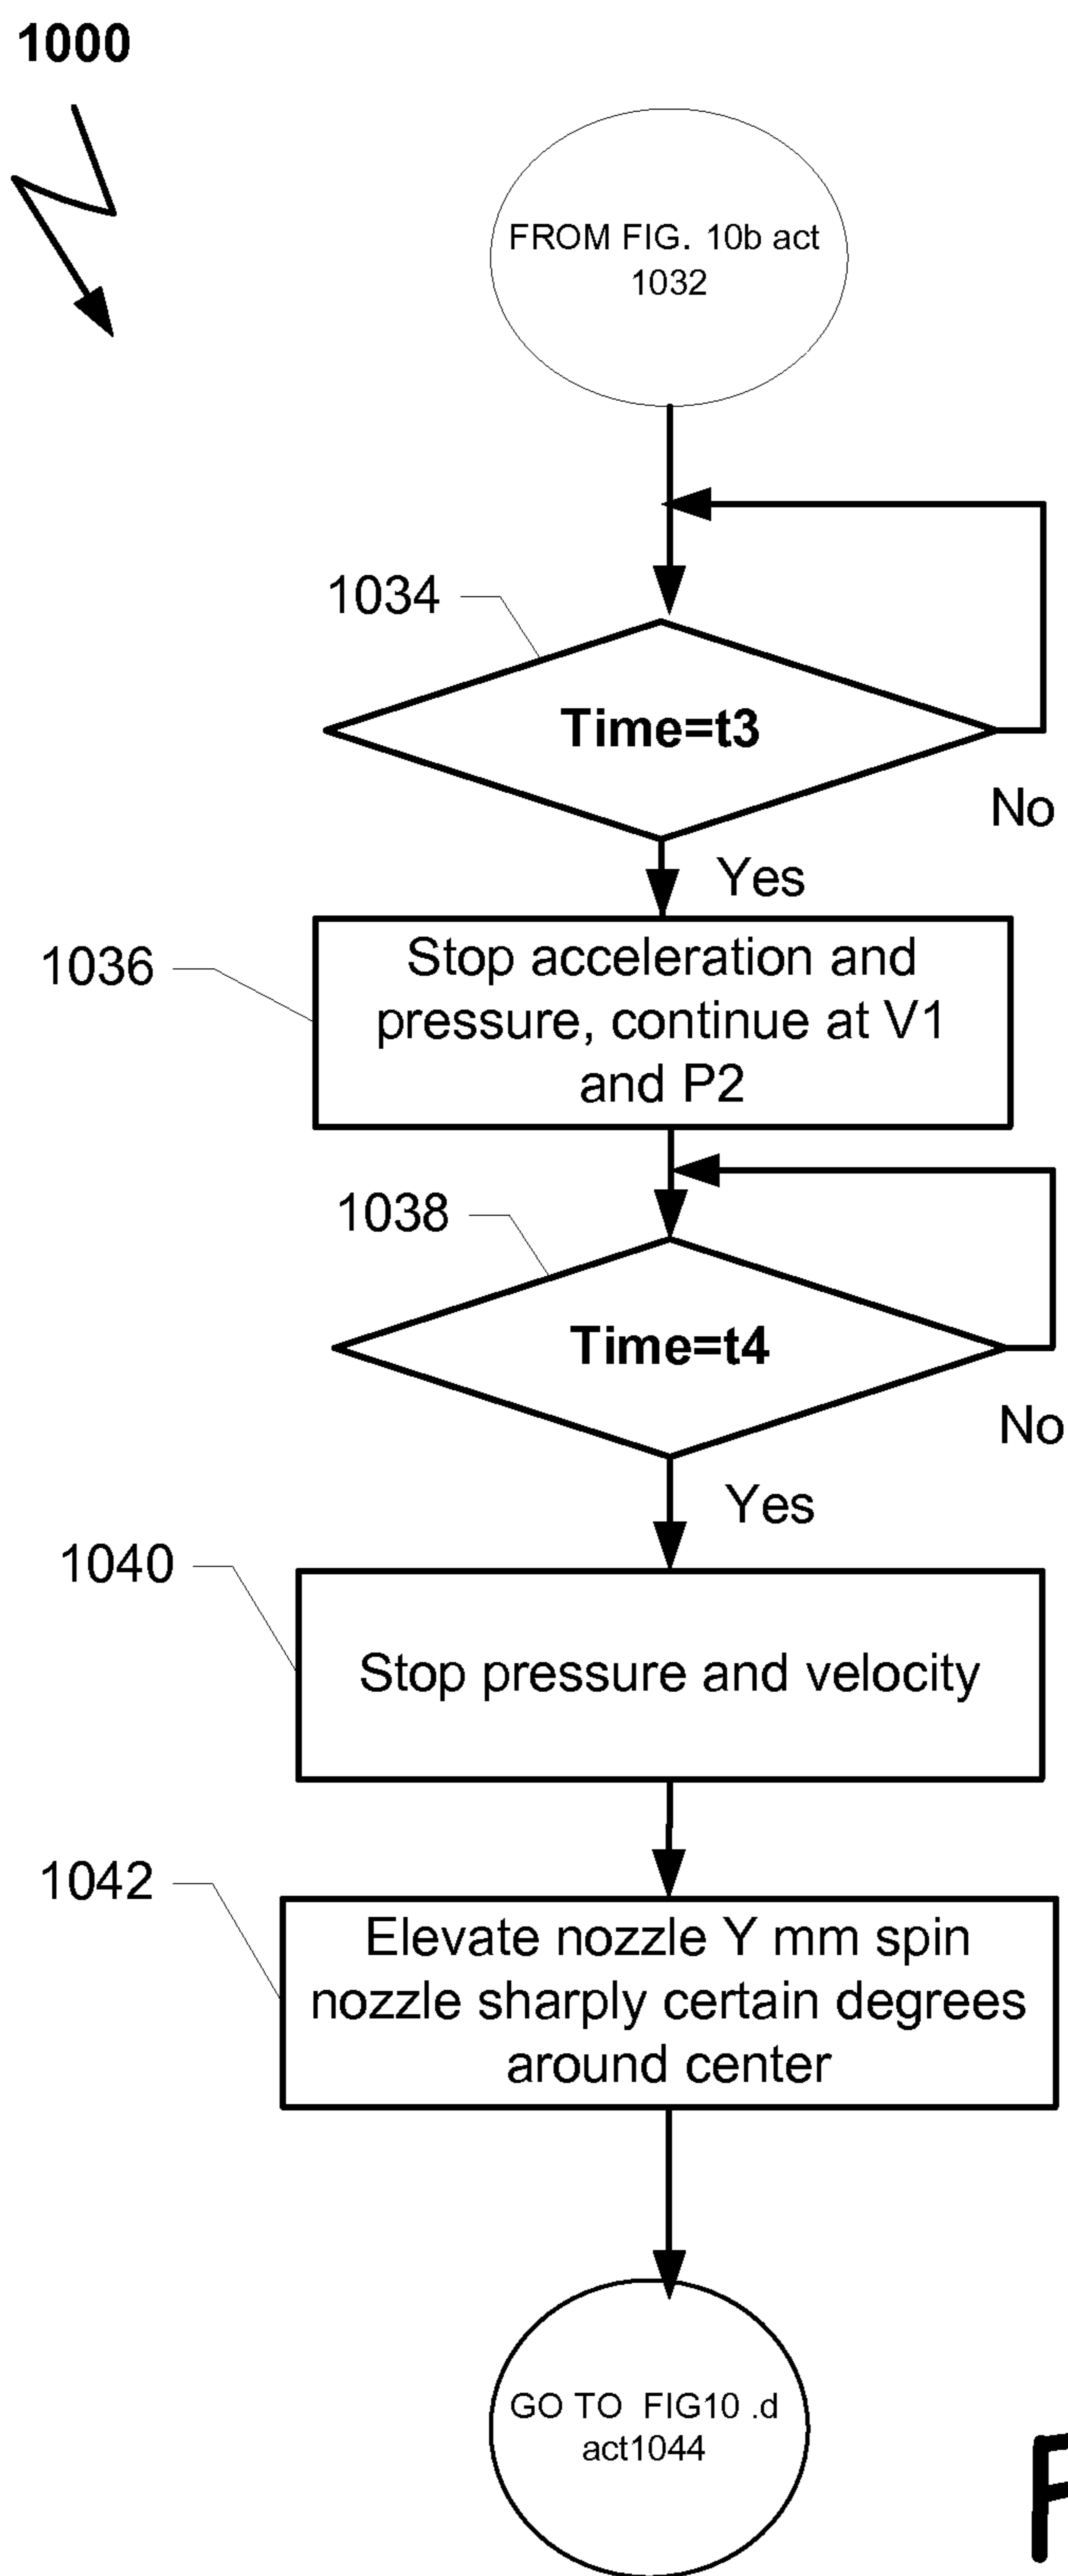 1000
FROM FIG. 10b act
1032
1034
Time=t3
No
Yes
1036
Stop acceleration and
pressure, continue at V1
and P2
1038
Time=t4
No
Yes
1040
Stop pressure and velocity
1042
Elevate nozzle Y mm spin
nozzle sharply certain degrees
around center
GO TO FIG10 .d
act1044